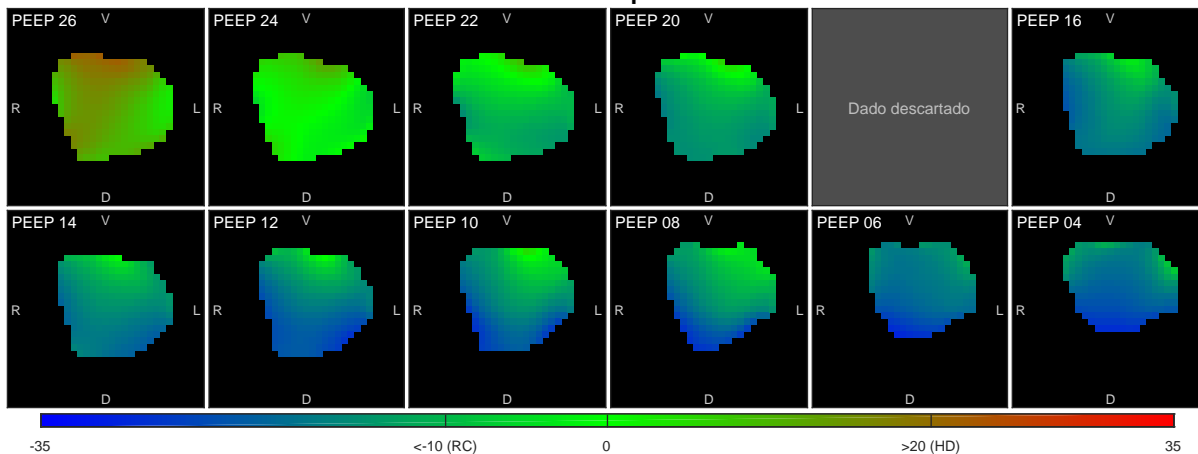 PEEP 26 V PEEP 24 V PEEP 22 V PEEP 20 V PEEP 16 V
R L R L R L R L Dado descartado R L
D D D D D
PEEP 14 V PEEP 12 V PEEP 10 V PEEP 08 V PEEP 06 V PEEP 04 V
R L R L R L R L R L R L
D D D D D D
-35 <-10 (RC) 0 >20 (HD) 35